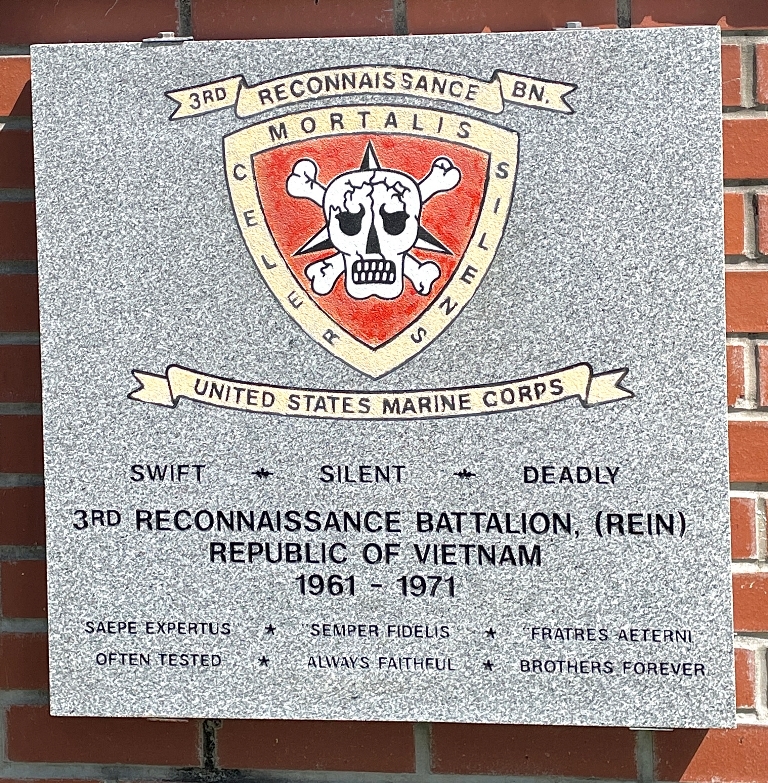 3RD RECONNAISSANCE BN.
MORTALIS
CELER
SILENS
UNITED STATES MARINE CORPS
SWIFT ★ SILENT ★ DEADLY
3RD RECONNAISSANCE BATTALION, (REIN)
REPUBLIC OF VIETNAM
1961 - 1971
SAEPE EXPERTUS ★ "SEMPER FIDELIS ★ "FRATRES AETERNI
OFTEN TESTED ★ ALWAYS FAITHFUL ★ BROTHERS FOREVER